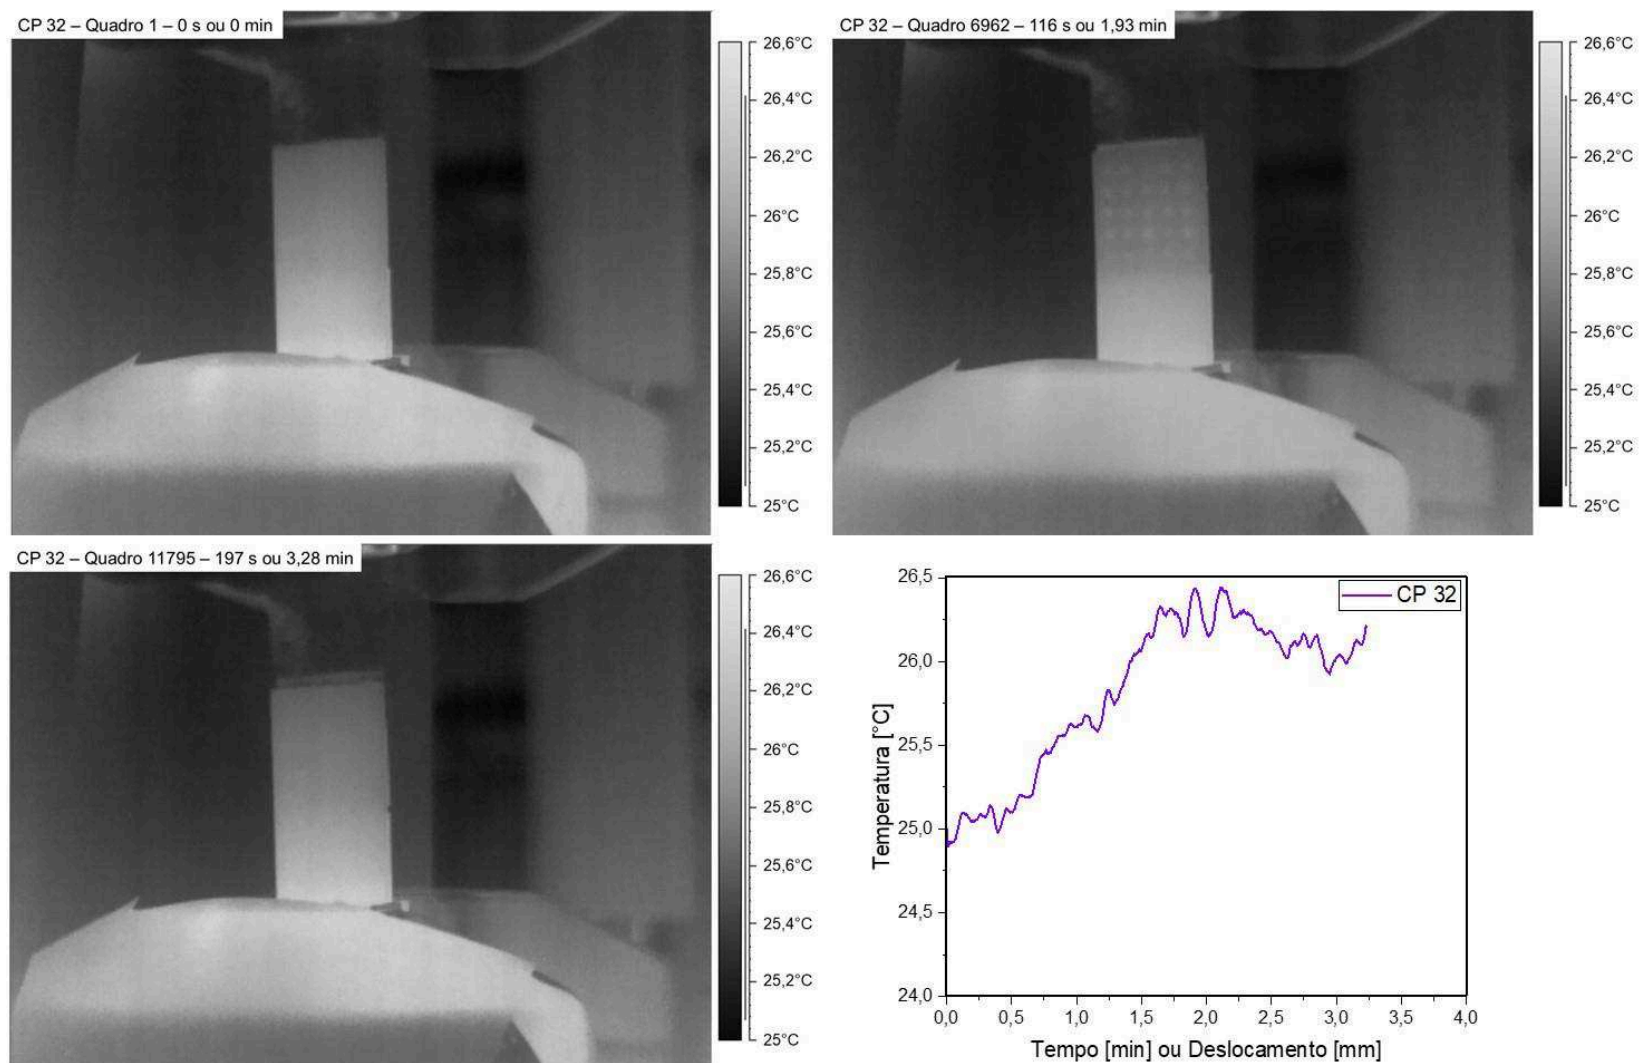 CP 32 – Quadro 1 – 0 s ou 0 min
26,6°C
26,4°C
26,2°C
26°C
25,8°C
25,6°C
25,4°C
25,2°C
25°C
CP 32 – Quadro 6962 – 116 s ou 1,93 min
26,6°C
26,4°C
26,2°C
26°C
25,8°C
25,6°C
25,4°C
25,2°C
25°C
CP 32 – Quadro 11795 – 197 s ou 3,28 min
26,6°C
26,4°C
26,2°C
26°C
25,8°C
25,6°C
25,4°C
25,2°C
25°C
CP 32
Temperatura [°C]
26,5
26,0
25,5
25,0
24,5
24,0
0,0 0,5 1,0 1,5 2,0 2,5 3,0 3,5 4,0
Tempo [min] ou Deslocamento [mm]